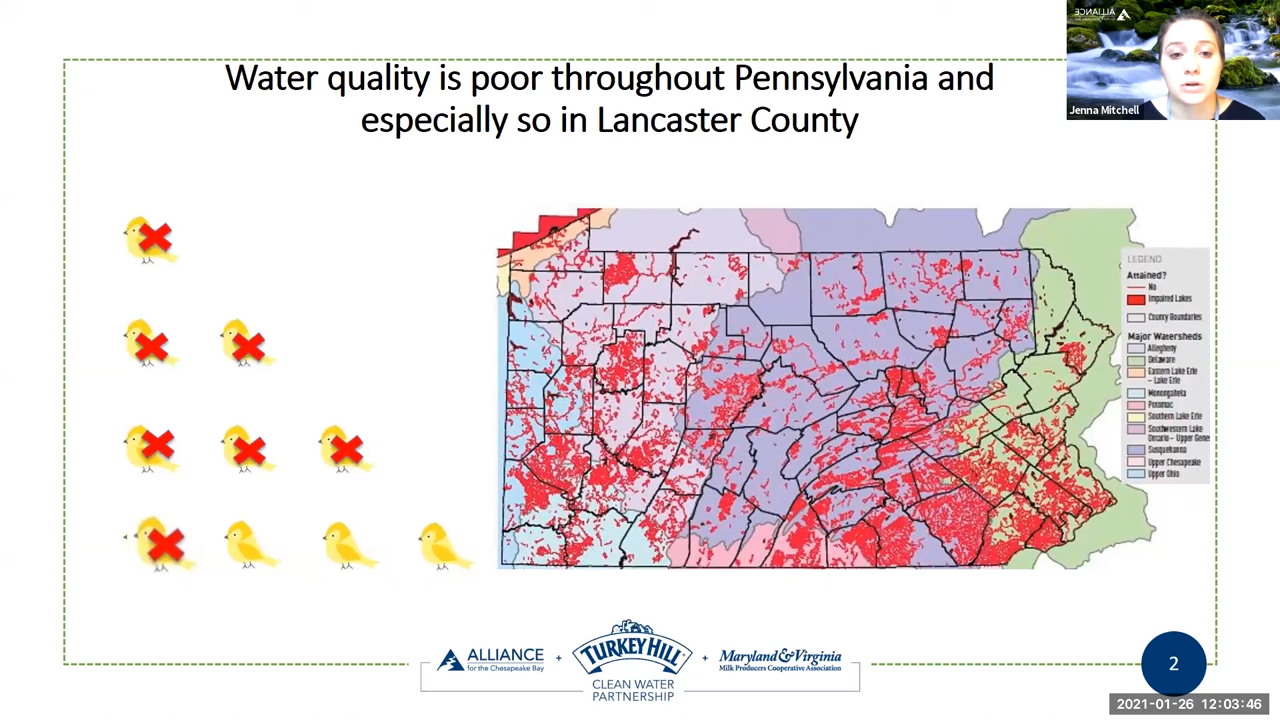 Water quality is poor throughout Pennsylvania and
especially so in Lancaster County
ALLIANCE
Jenna Mitchell
LEGEND
Attained?
No
Impaired Lakes
County Boundaries
Major Watersheds
Allegheny
Delaware
Eastern Lake Erie
– Lake Erie
Monongahela
Potomac
Southern Lake Erie
Southwestern Lake
Ontario – Upper Gene
Susquehanna
Upper Chesapeake
Upper Ohio
ALLIANCE
for the Chesapeake Bay
+
TURKEY HILL
CLEAN WATER
PARTNERSHIP
+
Maryland & Virginia
Milk Producers Cooperative Association
2
2021-01-26 12:03:46